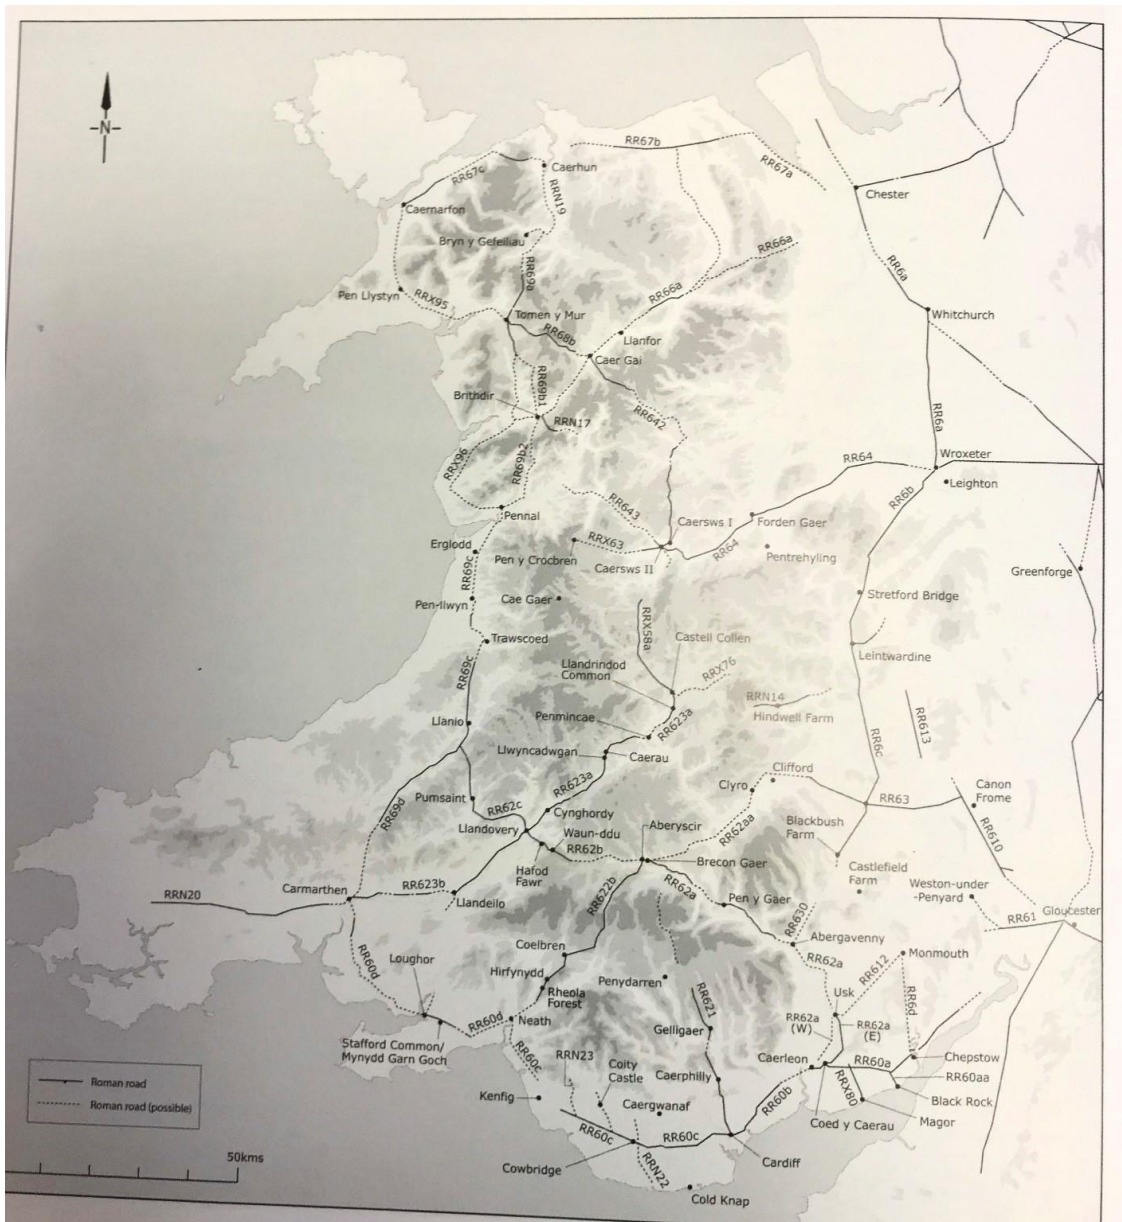 N
RR67b
RR67a
RR67c
Caerhun
RRN19
Chester
Caernarfon
Bryn y Gefeiliau
RR66a
RR69a
RR6a
RR66a
Pen Llystyn
RRX95
Tomen y Mur
Whitchurch
RR68b
Llanfor
Caer Gai
RR69b1
Brithdir
RRN17
RR642
RR6a
RRX96
RR69b2
RR64
Wroxeter
Leighton
RR6b
RR643
Pennal
Caersws I
Forden Gaer
Erglodd
RRX63
RR64
Pen y Crocbren
Caersws II
Pentrehyling
Greenforge
RR69c
Pen-llwyn
Cae Gaer
Stretford Bridge
RRX58a
Trawscoed
Castell Collen
Leintwardine
Llandrindod
Common
RRX76
RR69c
RRN14
Hindwell Farm
Llanio
Penmincae
RR623a
RR613
RR6c
Llwyncadwgan
Caerau
Clifford
RR623a
Clyro
Canon
Frome
Pumsaint
RR63
RR69d
RR62c
Cynghordy
Llandovery
Waun-ddu
Aberyscir
RR62aa
Blackbush
Farm
RR610
RR62b
Brecon Gaer
Hafod
Fawr
Castlefield
Farm
Carmarthen
RR623b
RR62a
Weston-under
-Penyard
RRN20
Llandeilo
RR622b
Pen y Gaer
RR61
Gloucester
RR630
Abergavenny
Coelbren
Monmouth
RR60d
Loughor
Hirfynydd
Penydarren
RR62a
RR612
Rheola
Forest
RR621
Usk
RR6d
RR60d
Neath
RR62a
(W)
RR62a
(E)
Stafford Common/
Mynydd Garn Goch
Gelligaer
RR60c
RRN23
Coity
Castle
Caerleon
RR60a
Chepstow
Caerphilly
RR60aa
Roman road
Kenfig
RR60b
RRX80
Black Rock
Roman road (possible)
Caergwanaf
Coed y Caerau
Magor
RR60c
RR60c
Cardiff
50kms
Cowbridge
RRN22
Cold Knap